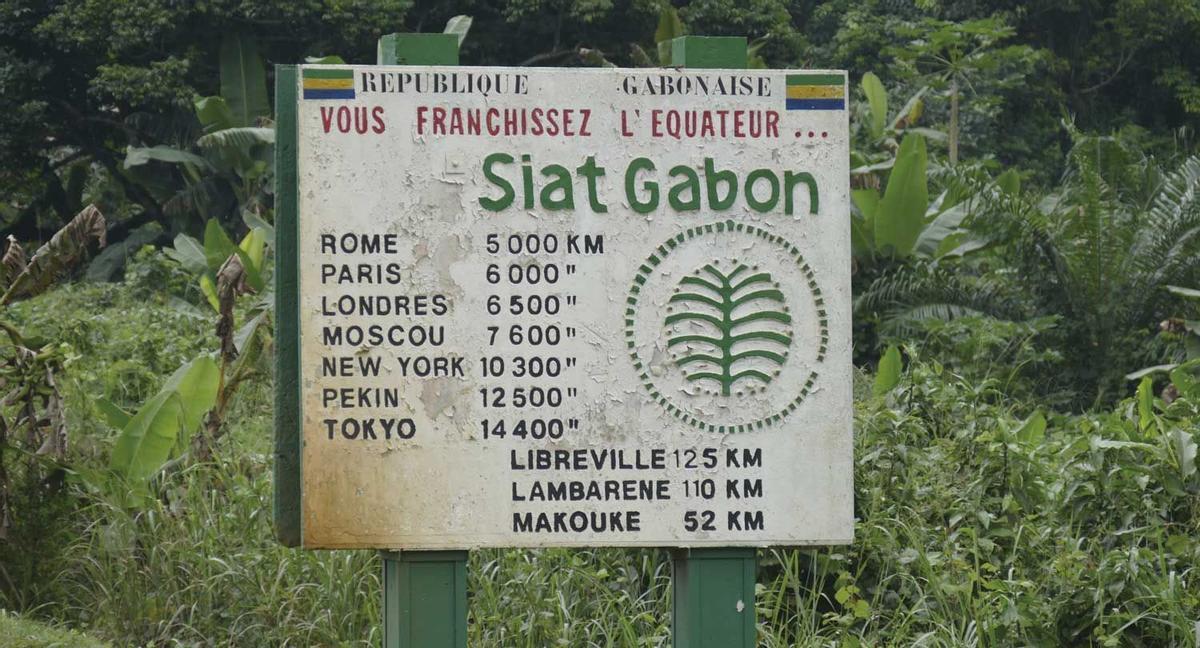 REPUBLIQUE GABONAISE
VOUS FRANCHISSEZ L'EQUATEUR...
Siat Gabon
ROME 5 000 KM
PARIS 6 000 "
LONDRES 6 500 "
MOSCOU 7 600 "
NEW YORK 10 300 "
PEKIN 12 500 "
TOKYO 14 400 "
LIBREVILLE 125 KM
LAMBARENE 110 KM
MAKOUKE 52 KM